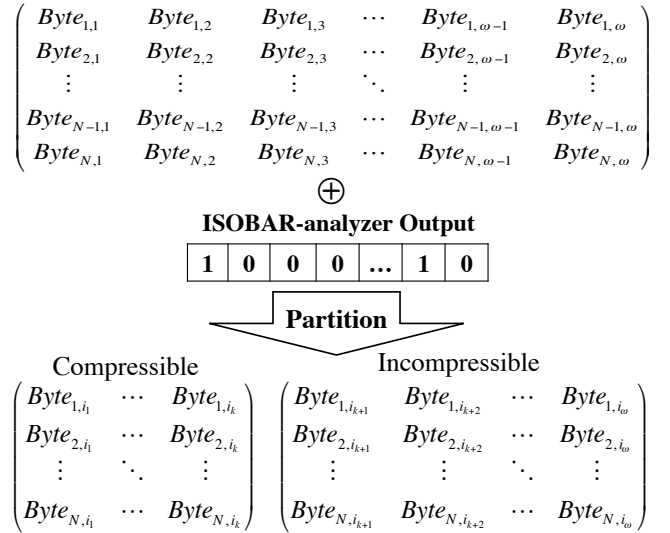 Byte_{1,1} Byte_{1,2} Byte_{1,3} ⋯ Byte_{1,ω−1} Byte_{1,ω}
Byte_{2,1} Byte_{2,2} Byte_{2,3} ⋯ Byte_{2,ω−1} Byte_{2,ω}
⋮ ⋮ ⋮ ⋱ ⋮ ⋮
Byte_{N−1,1} Byte_{N−1,2} Byte_{N−1,3} ⋯ Byte_{N−1,ω−1} Byte_{N−1,ω}
Byte_{N,1} Byte_{N,2} Byte_{N,3} ⋯ Byte_{N,ω−1} Byte_{N,ω}
⊕
ISOBAR-analyzer Output
1 0 0 0 ... 1 0
Partition
Compressible Incompressible
Byte_{1,i_1} ⋯ Byte_{1,i_k} Byte_{1,i_{k+1}} Byte_{1,i_{k+2}} ⋯ Byte_{1,i_ω}
Byte_{2,i_1} ⋯ Byte_{2,i_k} Byte_{2,i_{k+1}} Byte_{2,i_{k+2}} ⋯ Byte_{2,i_ω}
⋮ ⋱ ⋮ ⋮ ⋮ ⋱ ⋮
Byte_{N,i_1} ⋯ Byte_{N,i_k} Byte_{N,i_{k+1}} Byte_{N,i_{k+2}} ⋯ Byte_{N,i_ω}